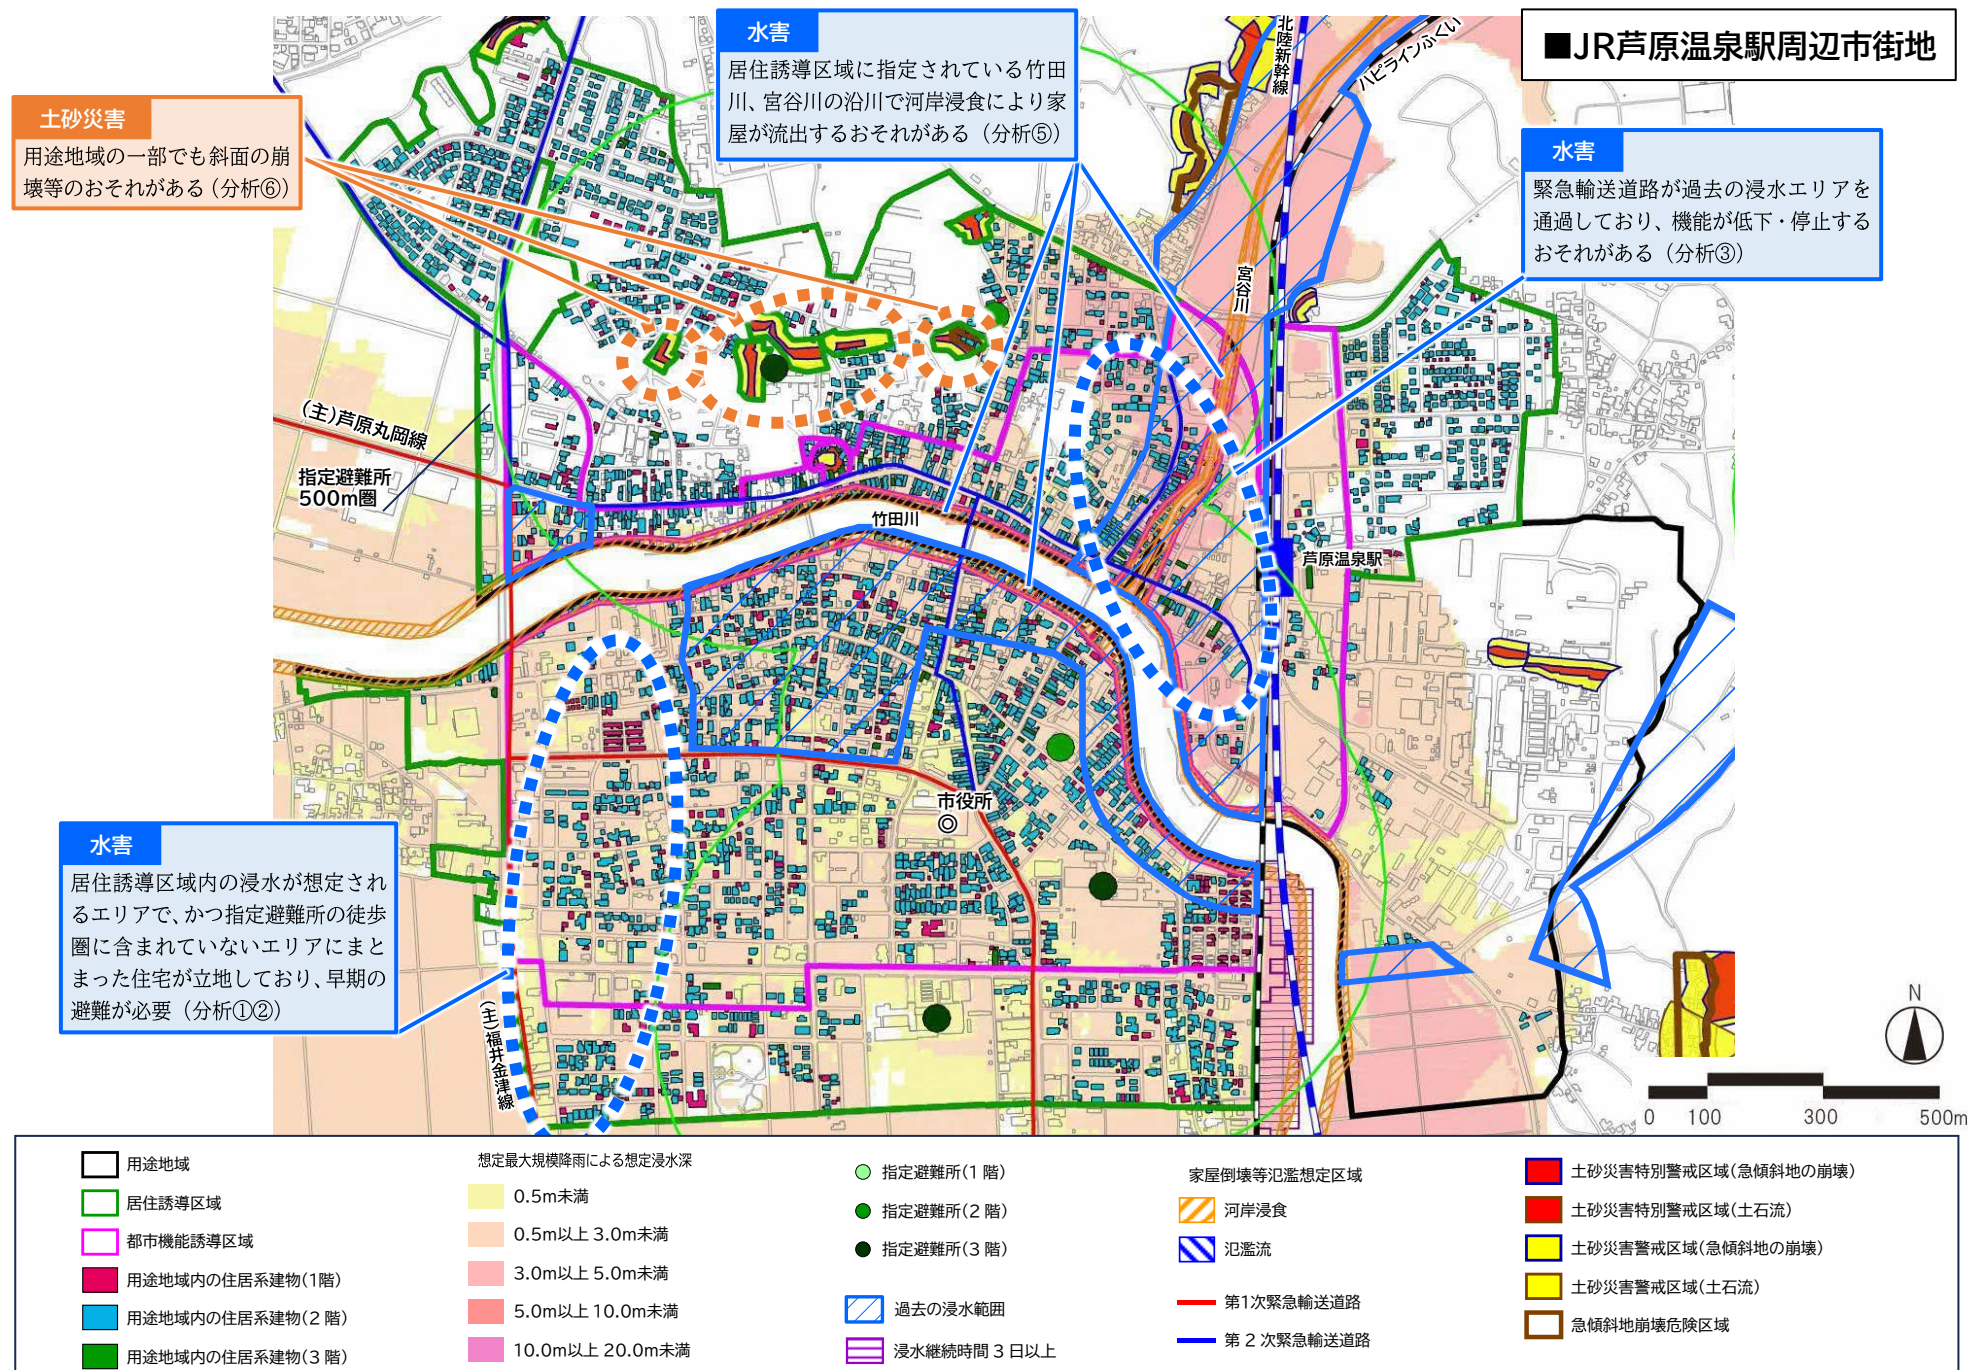 ■JR芦原温泉駅周辺市街地
水害
居住誘導区域に指定されている竹田
川、宮谷川の沿川で河岸浸食により家
屋が流出するおそれがある（分析⑤）
土砂災害
用途地域の一部でも斜面の崩
壊等のおそれがある（分析⑥）
水害
緊急輸送道路が過去の浸水エリアを
通過しており、機能が低下・停止する
おそれがある（分析③）
北陸新幹線
ハピラインふくい
宮谷川
(主)芦原丸岡線
指定避難所
500m圏
竹田川
芦原温泉駅
市役所
水害
居住誘導区域内の浸水が想定され
るエリアで、かつ指定避難所の徒歩
圏に含まれていないエリアにまと
まった住宅が立地しており、早期の
避難が必要（分析①②）
(主)福井金津線
N
0 100 300 500m
用途地域
居住誘導区域
都市機能誘導区域
用途地域内の住居系建物(1階)
用途地域内の住居系建物(2階)
用途地域内の住居系建物(3階)
想定最大規模降雨による想定浸水深
0.5m未満
0.5m以上3.0m未満
3.0m以上5.0m未満
5.0m以上10.0m未満
10.0m以上20.0m未満
指定避難所(1階)
指定避難所(2階)
指定避難所(3階)
過去の浸水範囲
浸水継続時間3日以上
家屋倒壊等氾濫想定区域
河岸浸食
氾濫流
第1次緊急輸送道路
第2次緊急輸送道路
土砂災害特別警戒区域(急傾斜地の崩壊)
土砂災害特別警戒区域(土石流)
土砂災害警戒区域(急傾斜地の崩壊)
土砂災害警戒区域(土石流)
急傾斜地崩壊危険区域